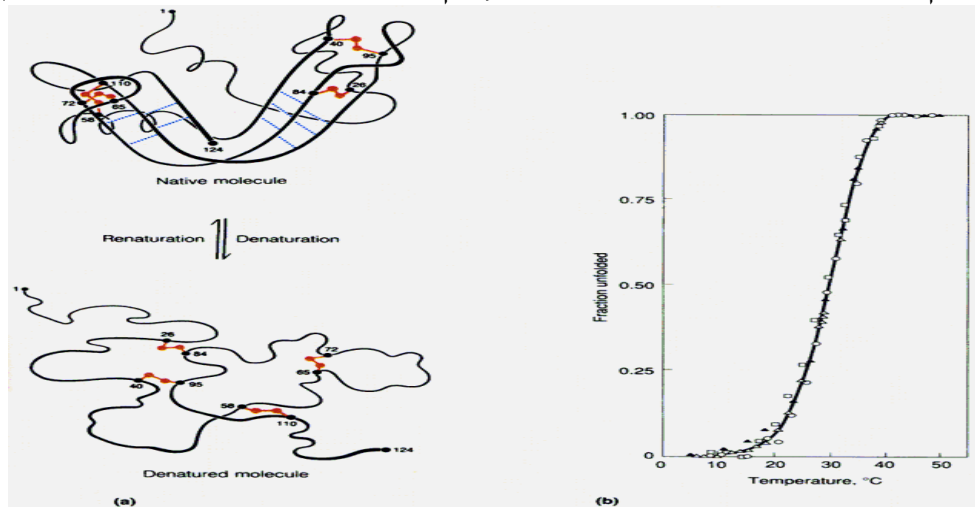 1
40
95
110
84
26
72
65
58
124
Native molecule
Renaturation
Denaturation
1
26
84
72
65
40
95
58
110
124
Denatured molecule
(a)
Fraction unfolded
1.00
0.75
0.50
0.25
0
0 10 20 30 40 50
Temperature, °C
(b)